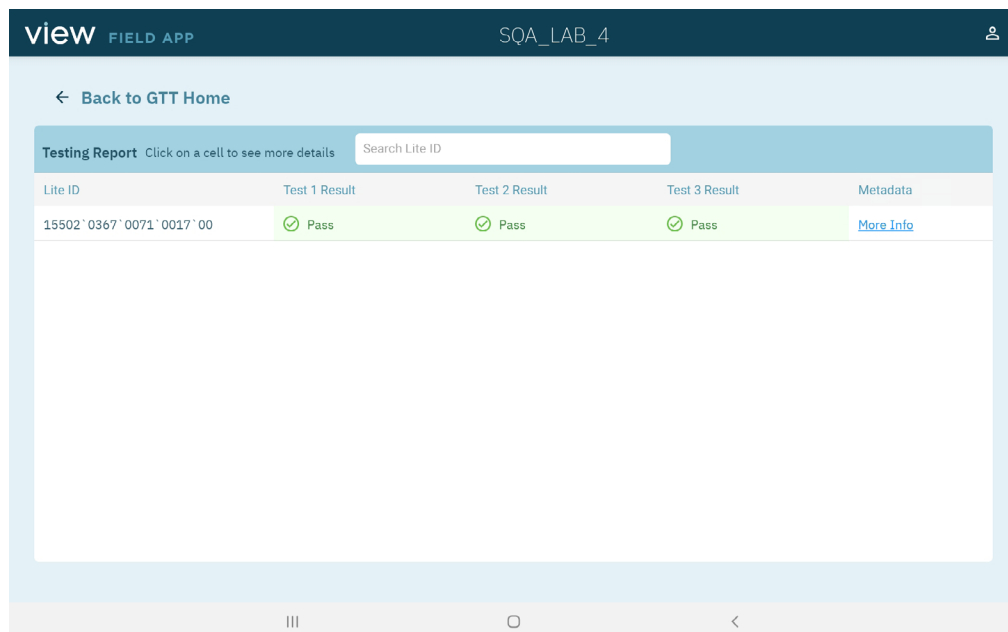 view FIELD APP SQA_LAB_4
Back to GTT Home
Testing Report Click on a cell to see more details Search Lite ID
Lite ID Test 1 Result Test 2 Result Test 3 Result Metadata
15502`0367`0071`0017`00 Pass Pass Pass More Info